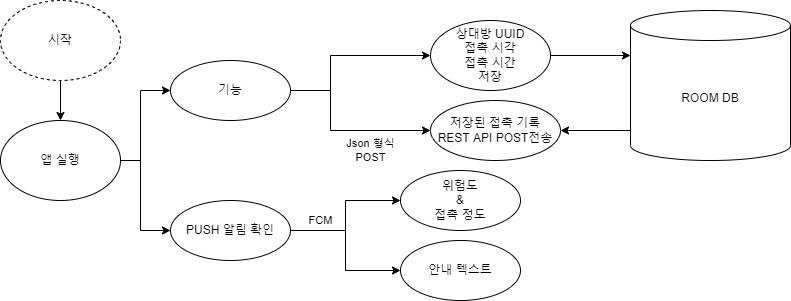 시작
앱 실행
기능
상대방 UUID
접촉 시각
접촉 시간
저장
ROOM DB
Json 형식
POST
저장된 접촉 기록
REST API POST전송
PUSH 알림 확인
FCM
위험도
&
접촉 정도
안내 텍스트